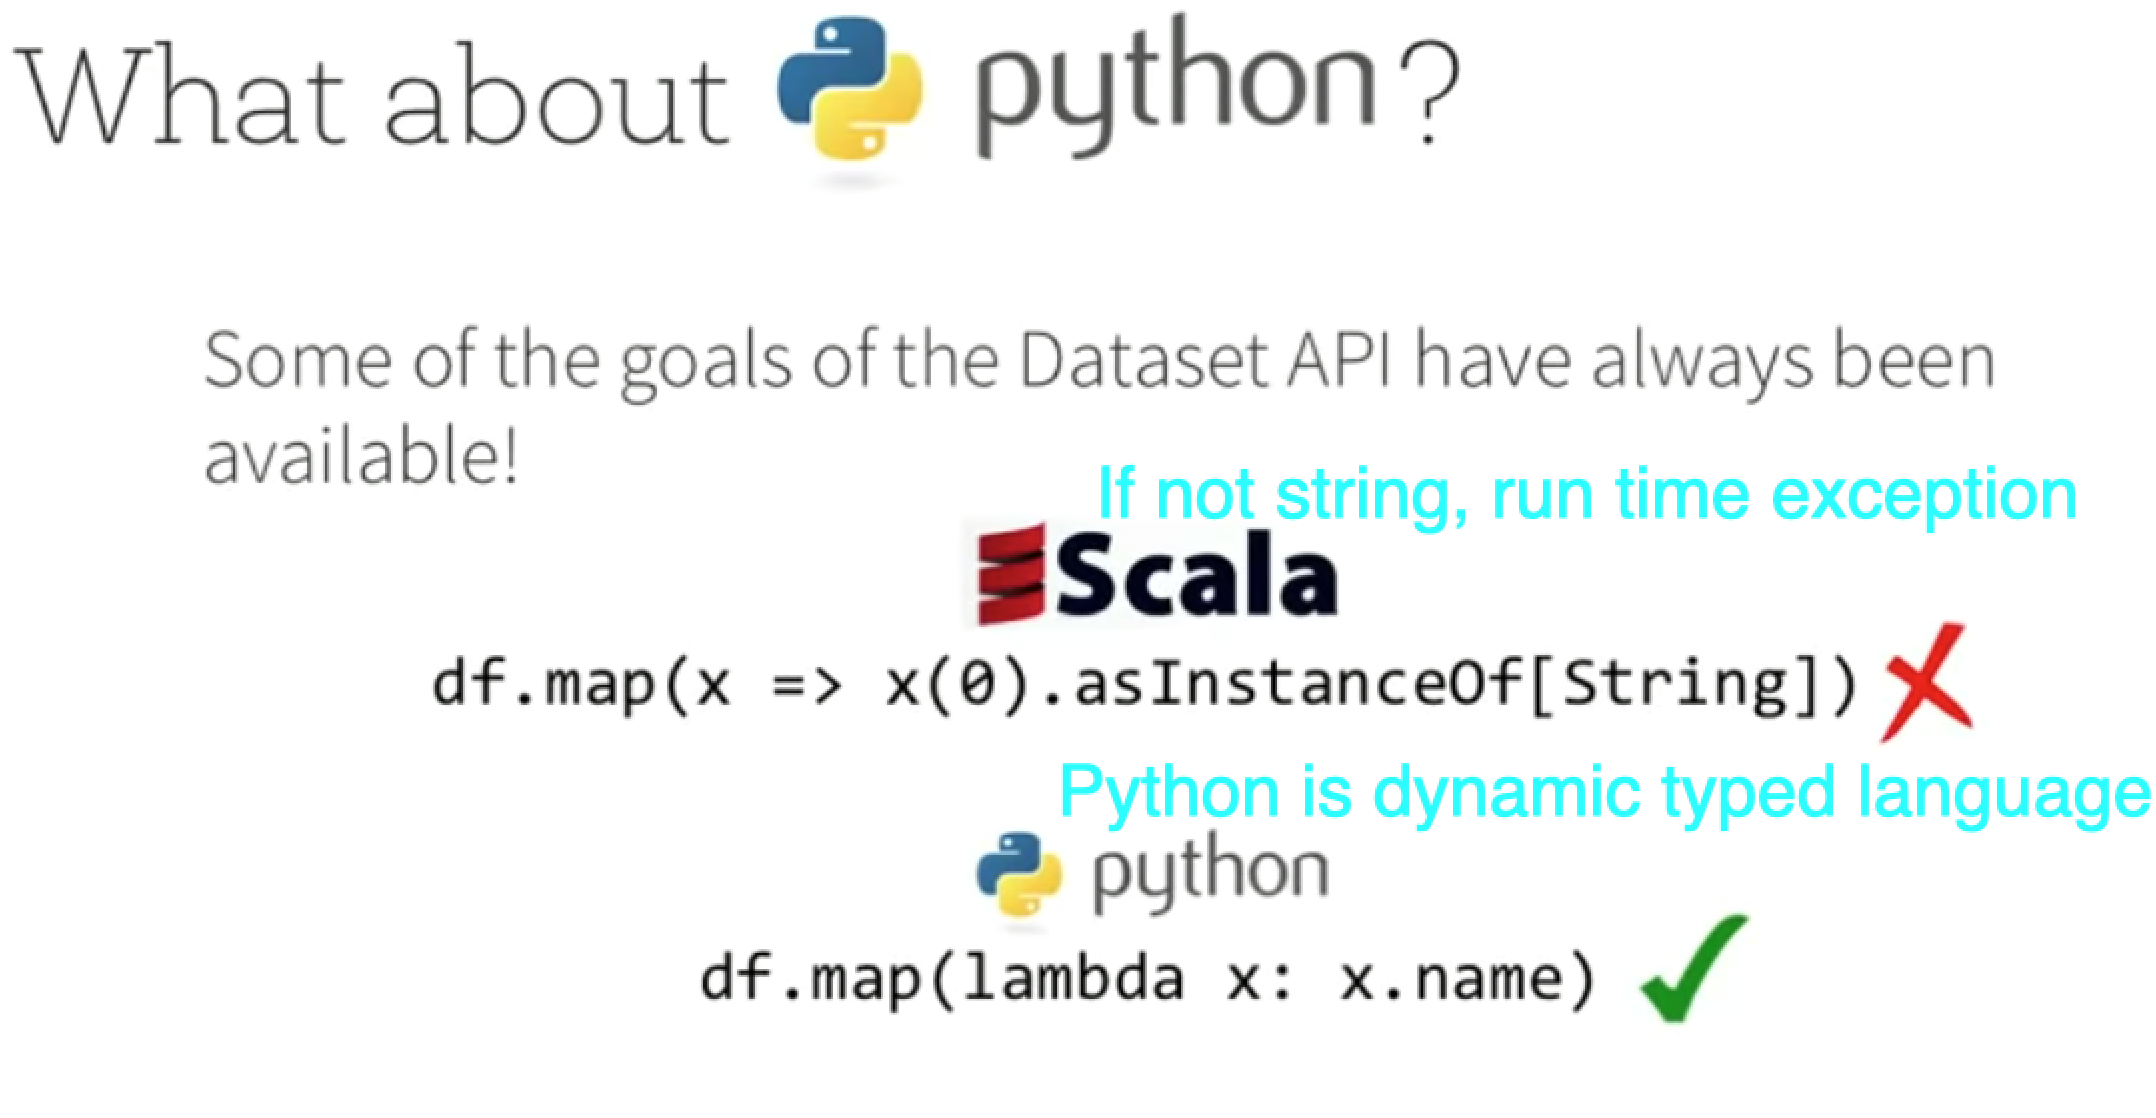 What about python?
Some of the goals of the Dataset API have always been
available!
If not string, run time exception
Scala
df.map(x => x(0).asInstanceOf[String])
Python is dynamic typed language
python
df.map(lambda x: x.name)